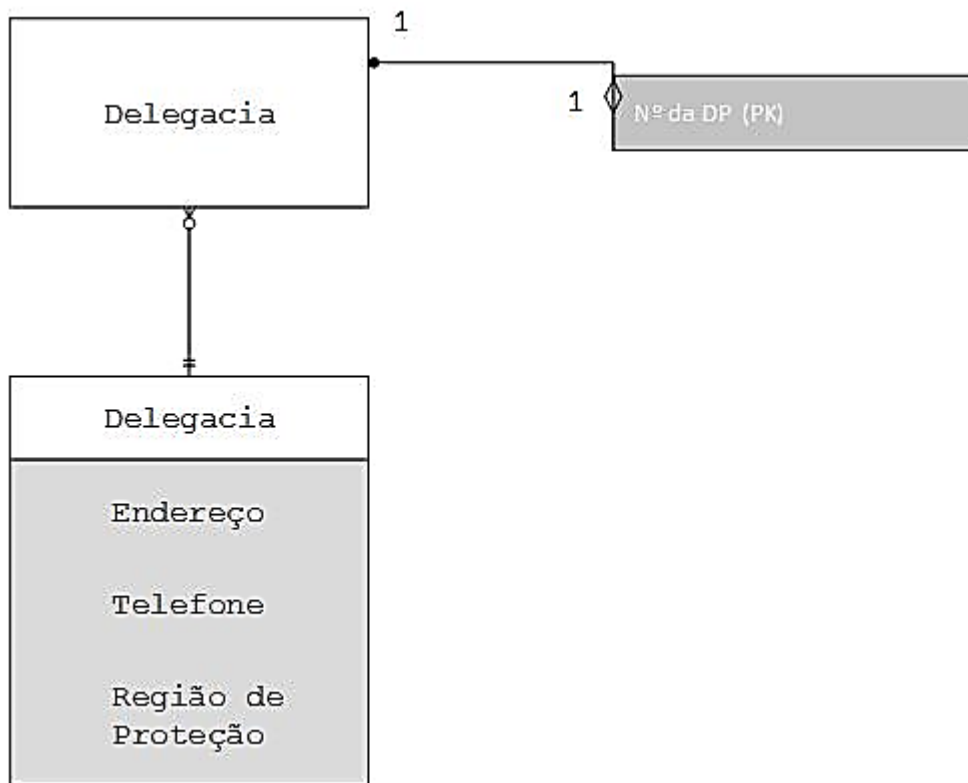 1
Delegacia
1
Nº da DP (PK)
Delegacia
Endereço
Telefone
Região de
Proteção